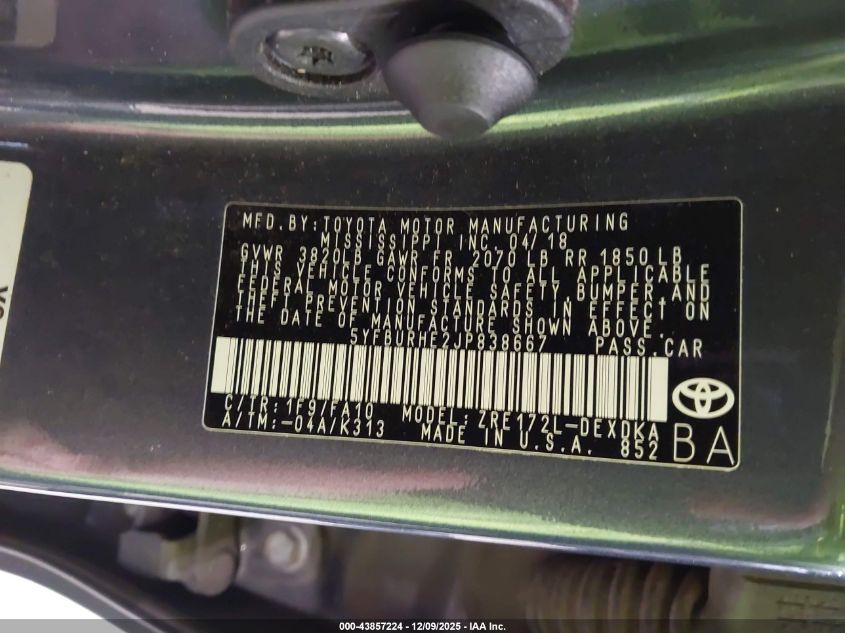 MFD.BY:TOYOTA MOTOR MANUFACTURING
MISSISSIPPI INC.04/18
GVWR 3820LB GAWR FR 2070 LB RR 1850 LB
THIS VEHICLE CONFORMS TO ALL APPLICABLE
FEDERAL MOTOR VEHICLE SAFETY,BUMPER,AND
THEFT PREVENTION STANDARDS IN EFFECT ON
THE DATE OF MANUFACTURE SHOWN ABOVE.
5YFBURHE2JP838667 PASS.CAR
C/TR:1F9/FA10 MODEL:ZRE172L-DEXDKA
A/TM:-04A/K313 MADE IN U.S.A. 852
BA
000-43857224 - 12/09/2025 - IAA Inc.